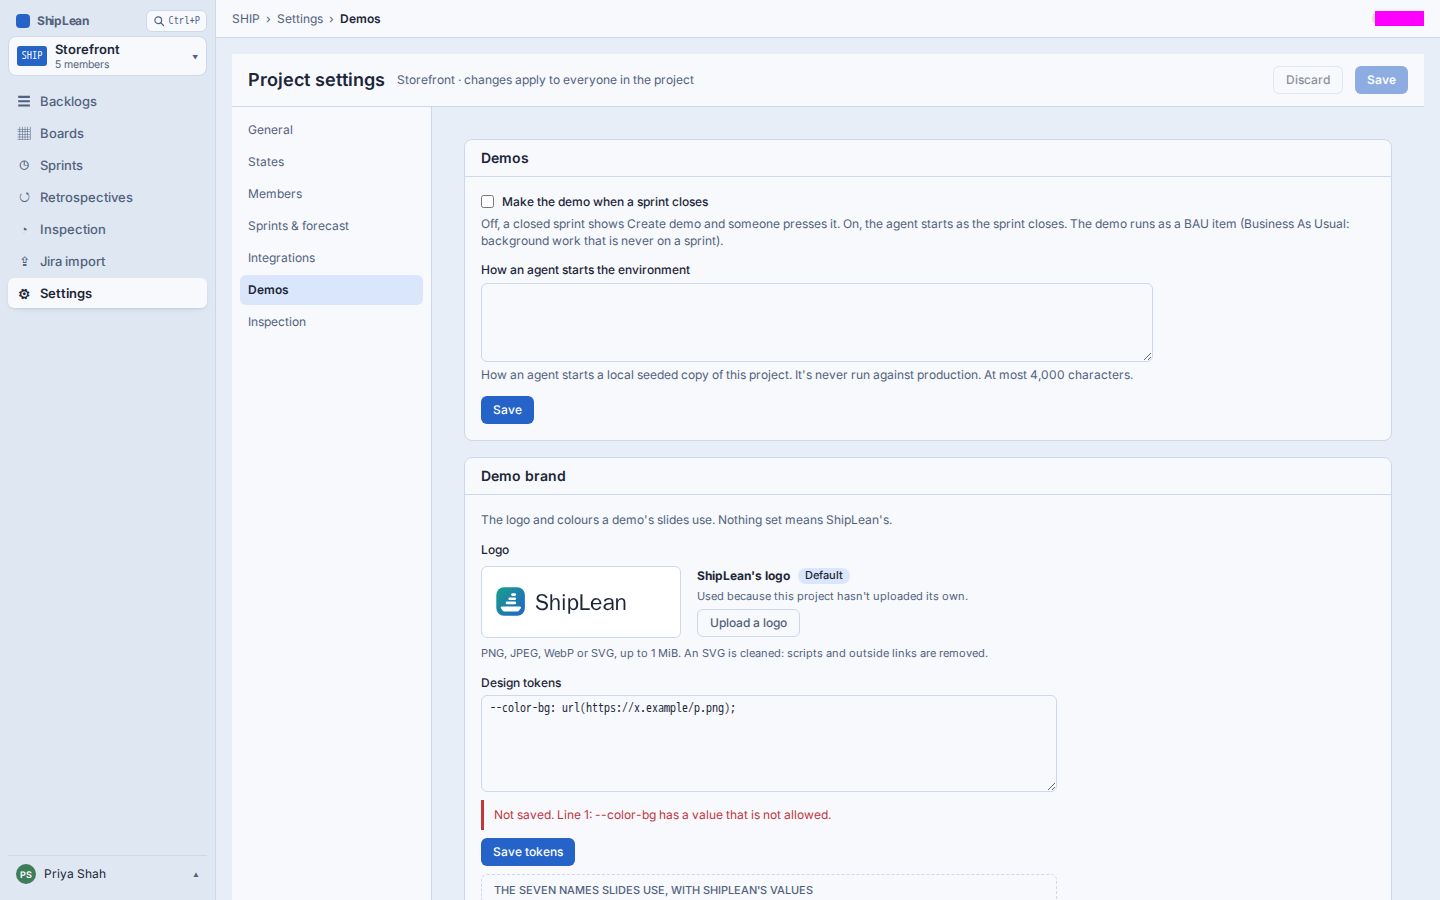 ShipLean
Ctrl+P
SHIP
Storefront
5 members
Backlogs
Boards
Sprints
Retrospectives
Inspection
Jira import
Settings
PS
Priya Shah
SHIP › Settings › Demos
Project settings
Storefront · changes apply to everyone in the project
Discard
Save
General
States
Members
Sprints & forecast
Integrations
Demos
Inspection
Demos
Make the demo when a sprint closes
Off, a closed sprint shows Create demo and someone presses it. On, the agent starts as the sprint closes. The demo runs as a BAU item (Business As Usual:
background work that is never on a sprint).
How an agent starts the environment
How an agent starts a local seeded copy of this project. It's never run against production. At most 4,000 characters.
Save
Demo brand
The logo and colours a demo's slides use. Nothing set means ShipLean's.
Logo
ShipLean
ShipLean's logo
Default
Used because this project hasn't uploaded its own.
Upload a logo
PNG, JPEG, WebP or SVG, up to 1 MiB. An SVG is cleaned: scripts and outside links are removed.
Design tokens
--color-bg: url(https://x.example/p.png);
Not saved. Line 1: --color-bg has a value that is not allowed.
Save tokens
THE SEVEN NAMES SLIDES USE, WITH SHIPLEAN'S VALUES